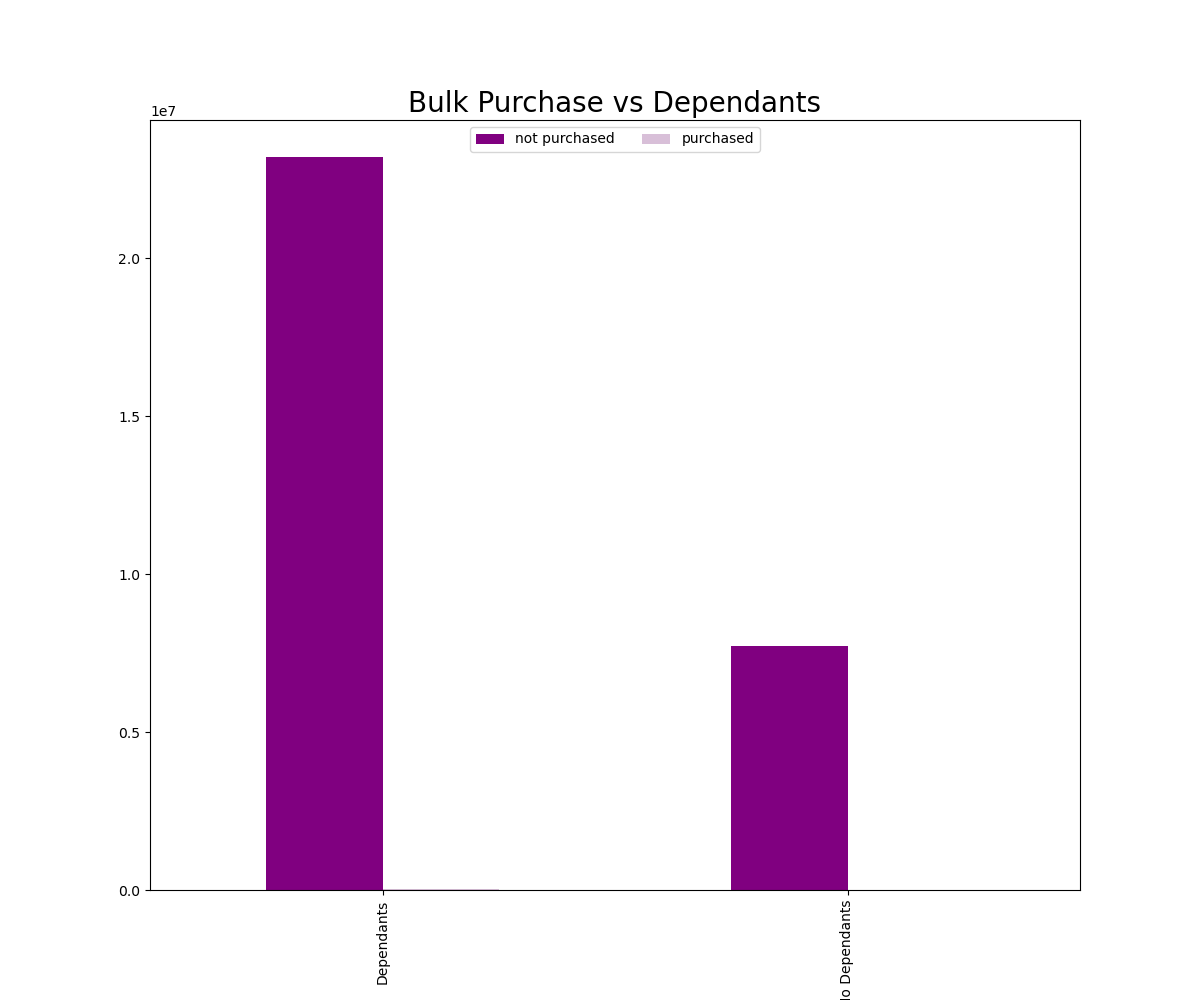 Bulk Purchase vs Dependants
1e7
not purchased purchased
2.0
1.5
1.0
0.5
0.0
Dependants
Dependants